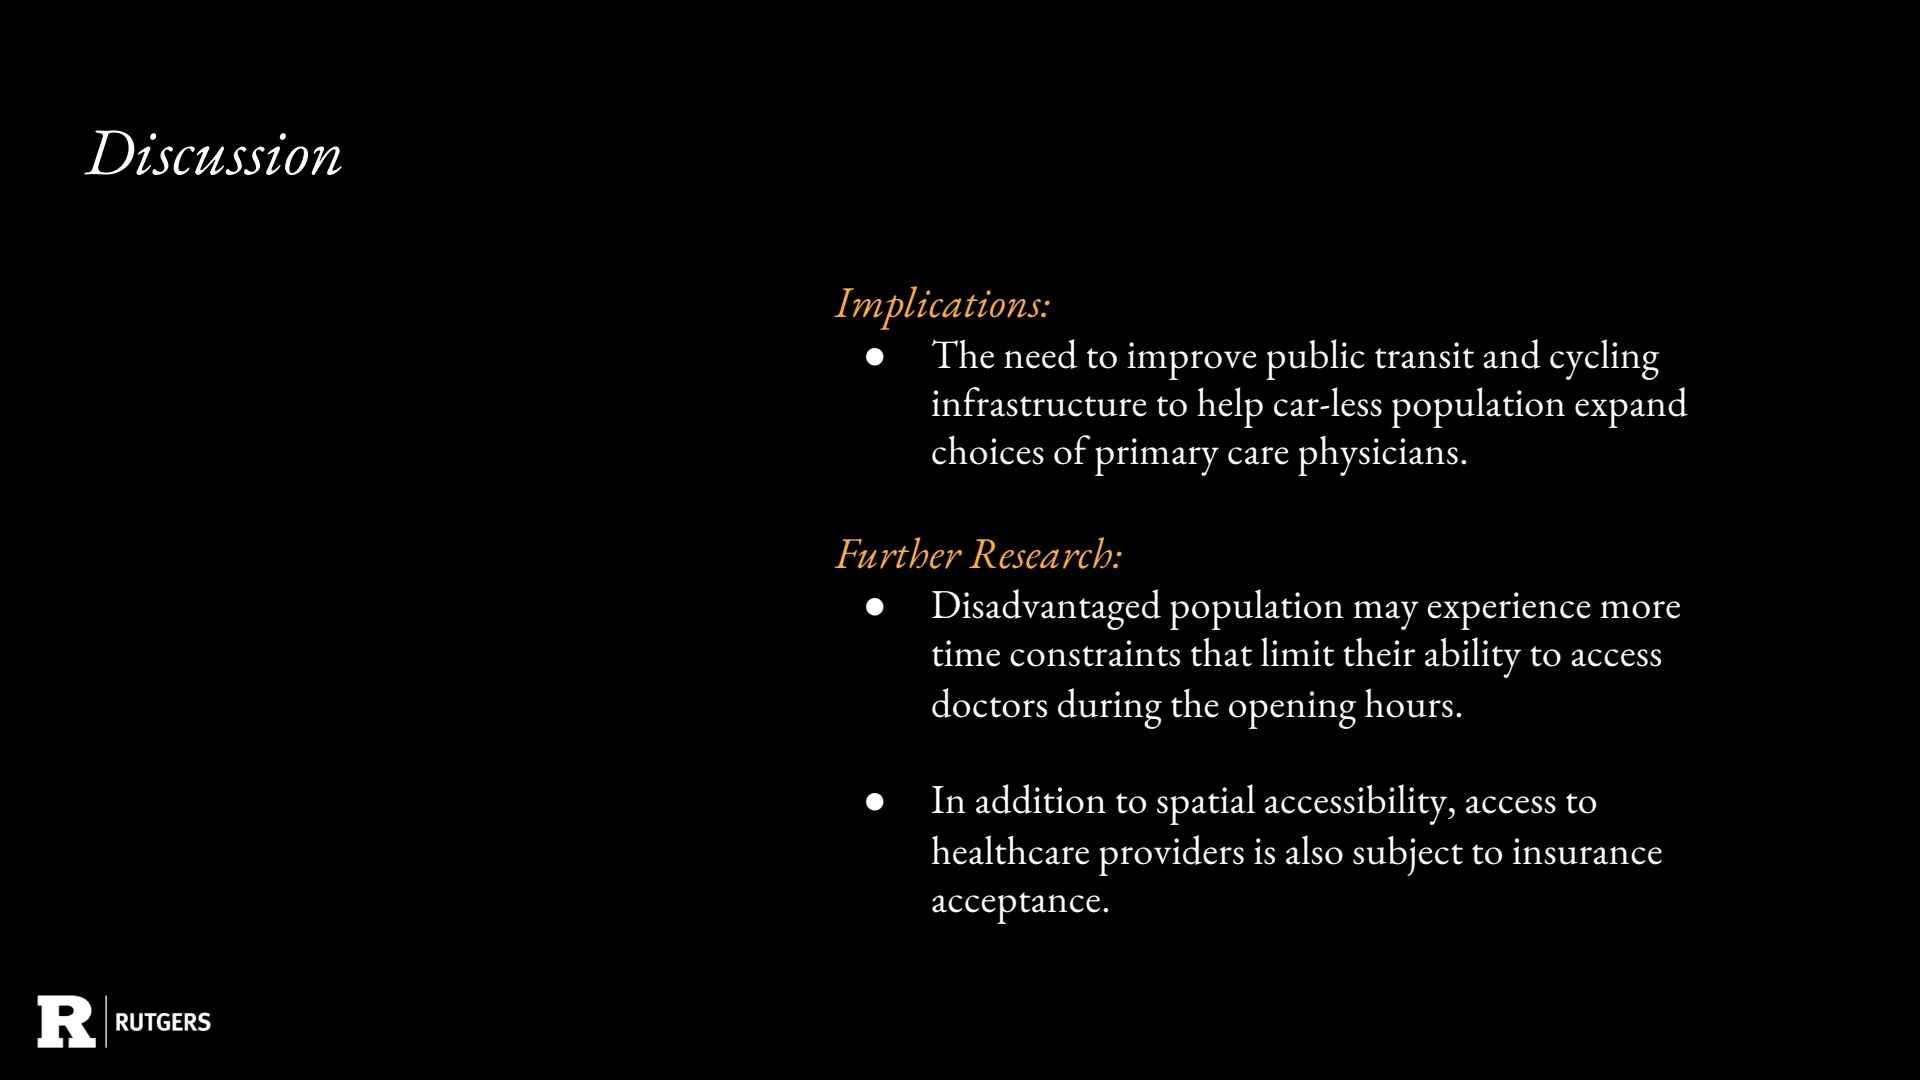 Discussion
Implications:
● The need to improve public transit and cycling
infrastructure to help car-less population expand
choices of primary care physicians.
Further Research:
● Disadvantaged population may experience more
time constraints that limit their ability to access
doctors during the opening hours.
● In addition to spatial accessibility, access to
healthcare providers is also subject to insurance
acceptance.
R | RUTGERS